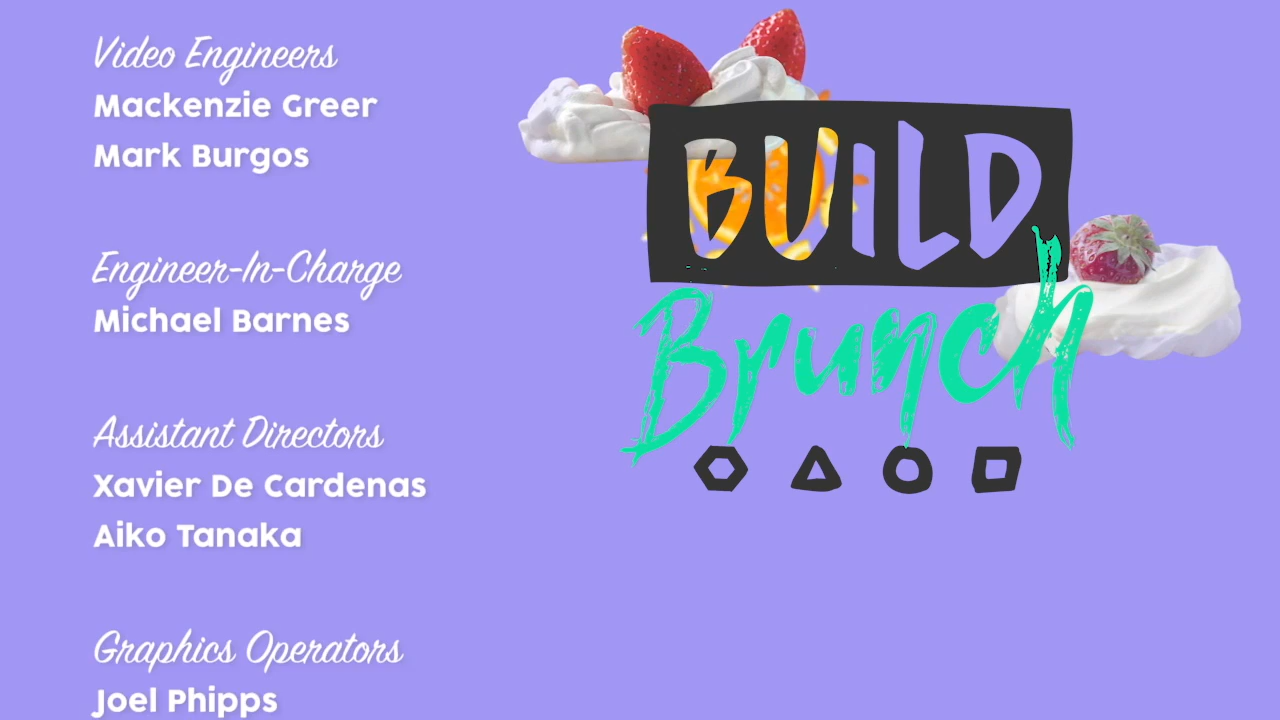 Video Engineers
Mackenzie Greer
Mark Burgos
Engineer-In-Charge
Michael Barnes
Assistant Directors
Xavier De Cardenas
Aiko Tanaka
Graphics Operators
Joel Phipps
BUILD
Brunch